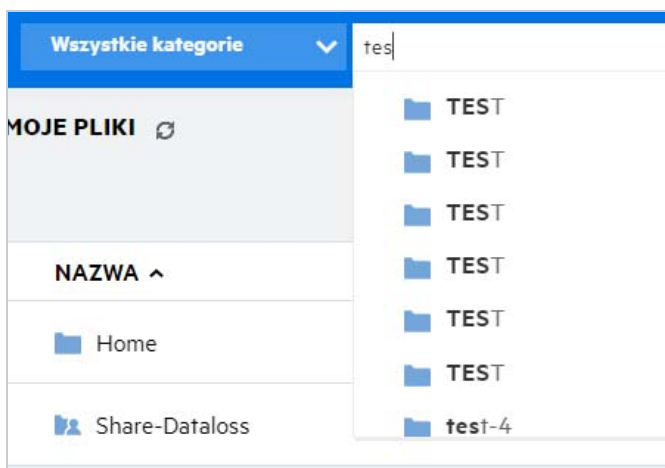 Wszystkie kategorie
tes
MOJE PLIKI
NAZWA
Home
Share-Dataloss
TEST
TEST
TEST
TEST
TEST
TEST
test-4